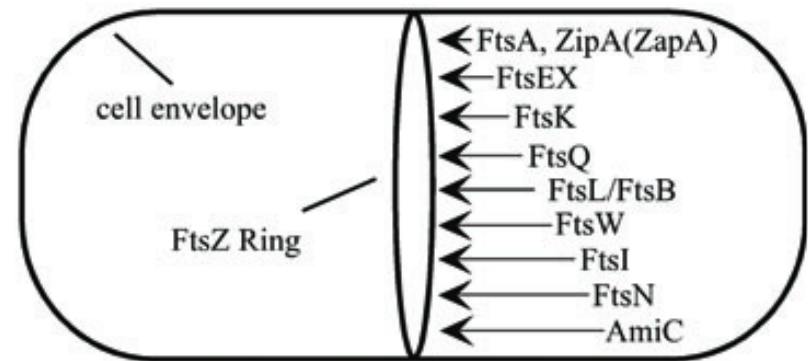 FtsA, ZipA(ZapA)
FtsEX
cell envelope
FtsK
FtsQ
FtsL/FtsB
FtsW
FtsZ Ring
FtsI
FtsN
AmiC